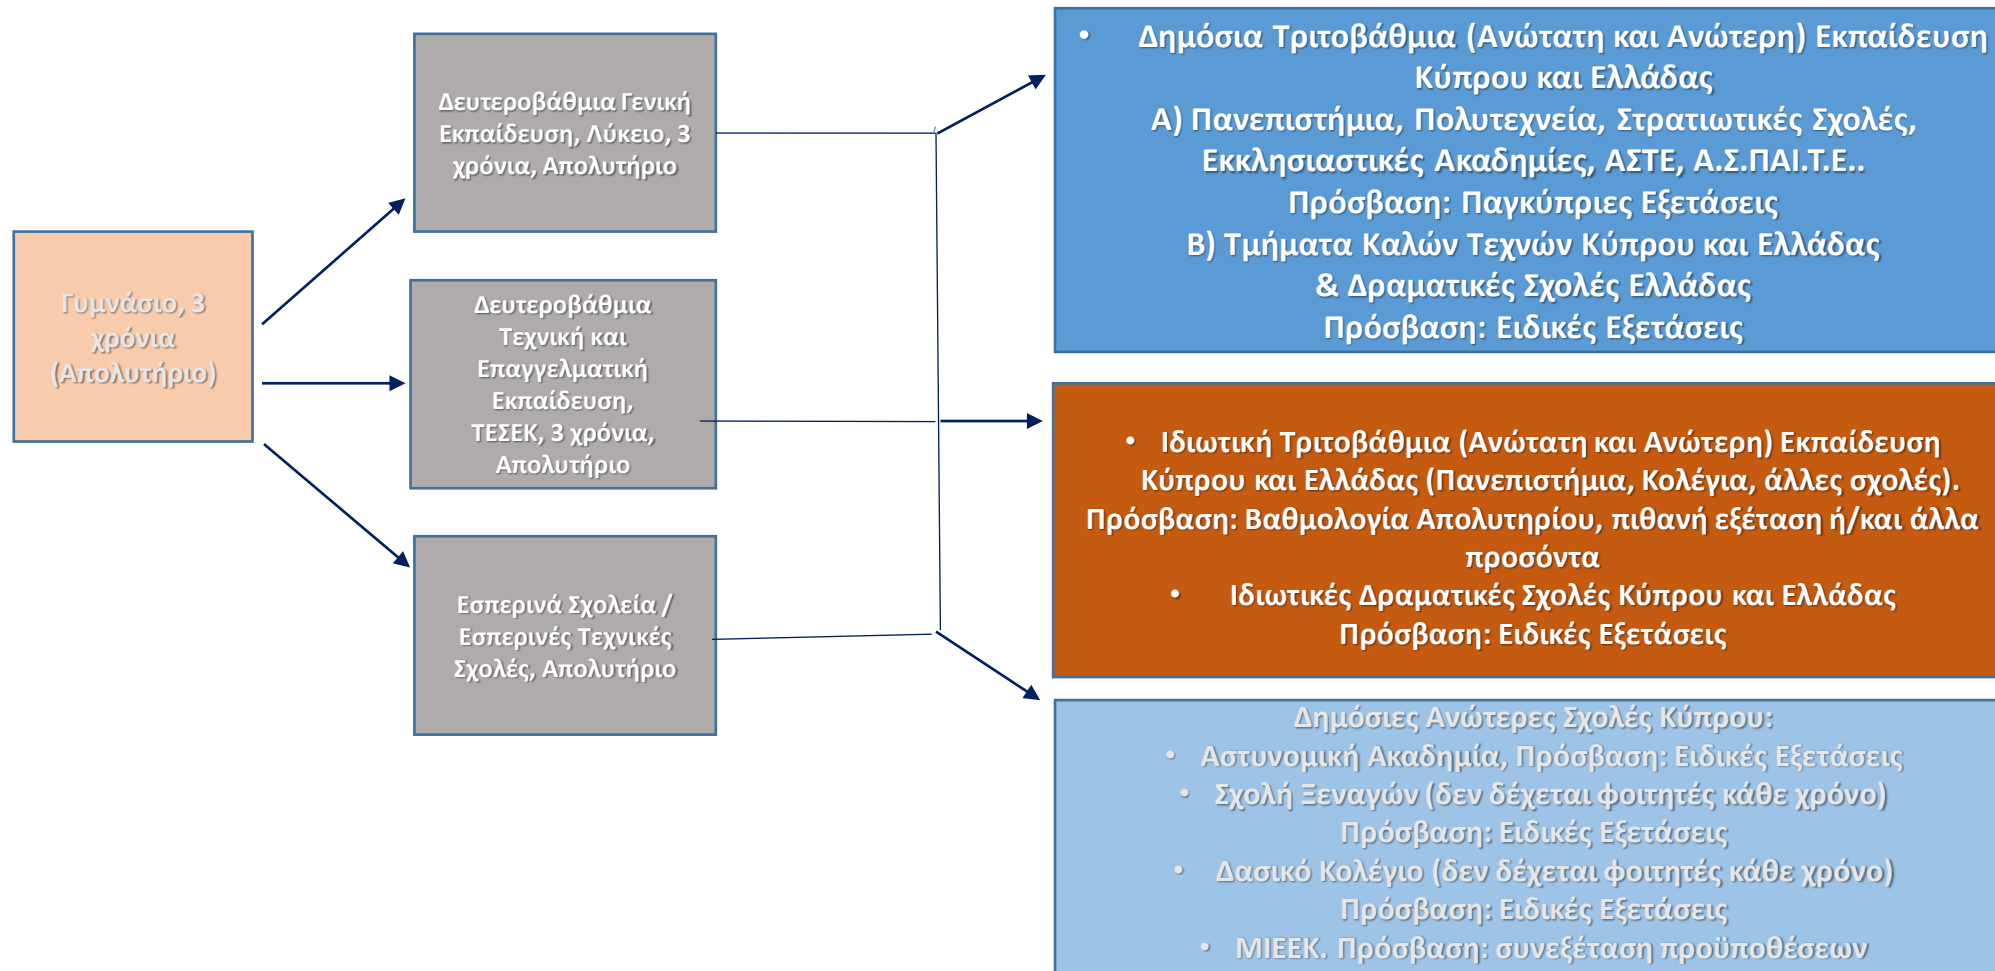 Γυμνάσιο, 3
χρόνια
(Απολυτήριο)
Δευτεροβάθμια Γενική
Εκπαίδευση, Λύκειο, 3
χρόνια, Απολυτήριο
Δευτεροβάθμια
Τεχνική και
Επαγγελματική
Εκπαίδευση,
ΤΕΣΕΚ, 3 χρόνια,
Απολυτήριο
Εσπερινά Σχολεία /
Εσπερινές Τεχνικές
Σχολές, Απολυτήριο
• Δημόσια Τριτοβάθμια (Ανώτατη και Ανώτερη) Εκπαίδευση
Κύπρου και Ελλάδας
Α) Πανεπιστήμια, Πολυτεχνεία, Στρατιωτικές Σχολές,
Εκκλησιαστικές Ακαδημίες, ΑΣΤΕ, Α.Σ.ΠΑΙ.Τ.Ε..
Πρόσβαση: Παγκύπριες Εξετάσεις
Β) Τμήματα Καλών Τεχνών Κύπρου και Ελλάδας
& Δραματικές Σχολές Ελλάδας
Πρόσβαση: Ειδικές Εξετάσεις
• Ιδιωτική Τριτοβάθμια (Ανώτατη και Ανώτερη) Εκπαίδευση
Κύπρου και Ελλάδας (Πανεπιστήμια, Κολέγια, άλλες σχολές).
Πρόσβαση: Βαθμολογία Απολυτηρίου, πιθανή εξέταση ή/και άλλα
προσόντα
• Ιδιωτικές Δραματικές Σχολές Κύπρου και Ελλάδας
Πρόσβαση: Ειδικές Εξετάσεις
Δημόσιες Ανώτερες Σχολές Κύπρου:
• Αστυνομική Ακαδημία, Πρόσβαση: Ειδικές Εξετάσεις
• Σχολή Ξεναγών (δεν δέχεται φοιτητές κάθε χρόνο)
Πρόσβαση: Ειδικές Εξετάσεις
• Δασικό Κολέγιο (δεν δέχεται φοιτητές κάθε χρόνο)
Πρόσβαση: Ειδικές Εξετάσεις
• ΜΙΕΕΚ. Πρόσβαση: συνεξέταση προϋποθέσεων